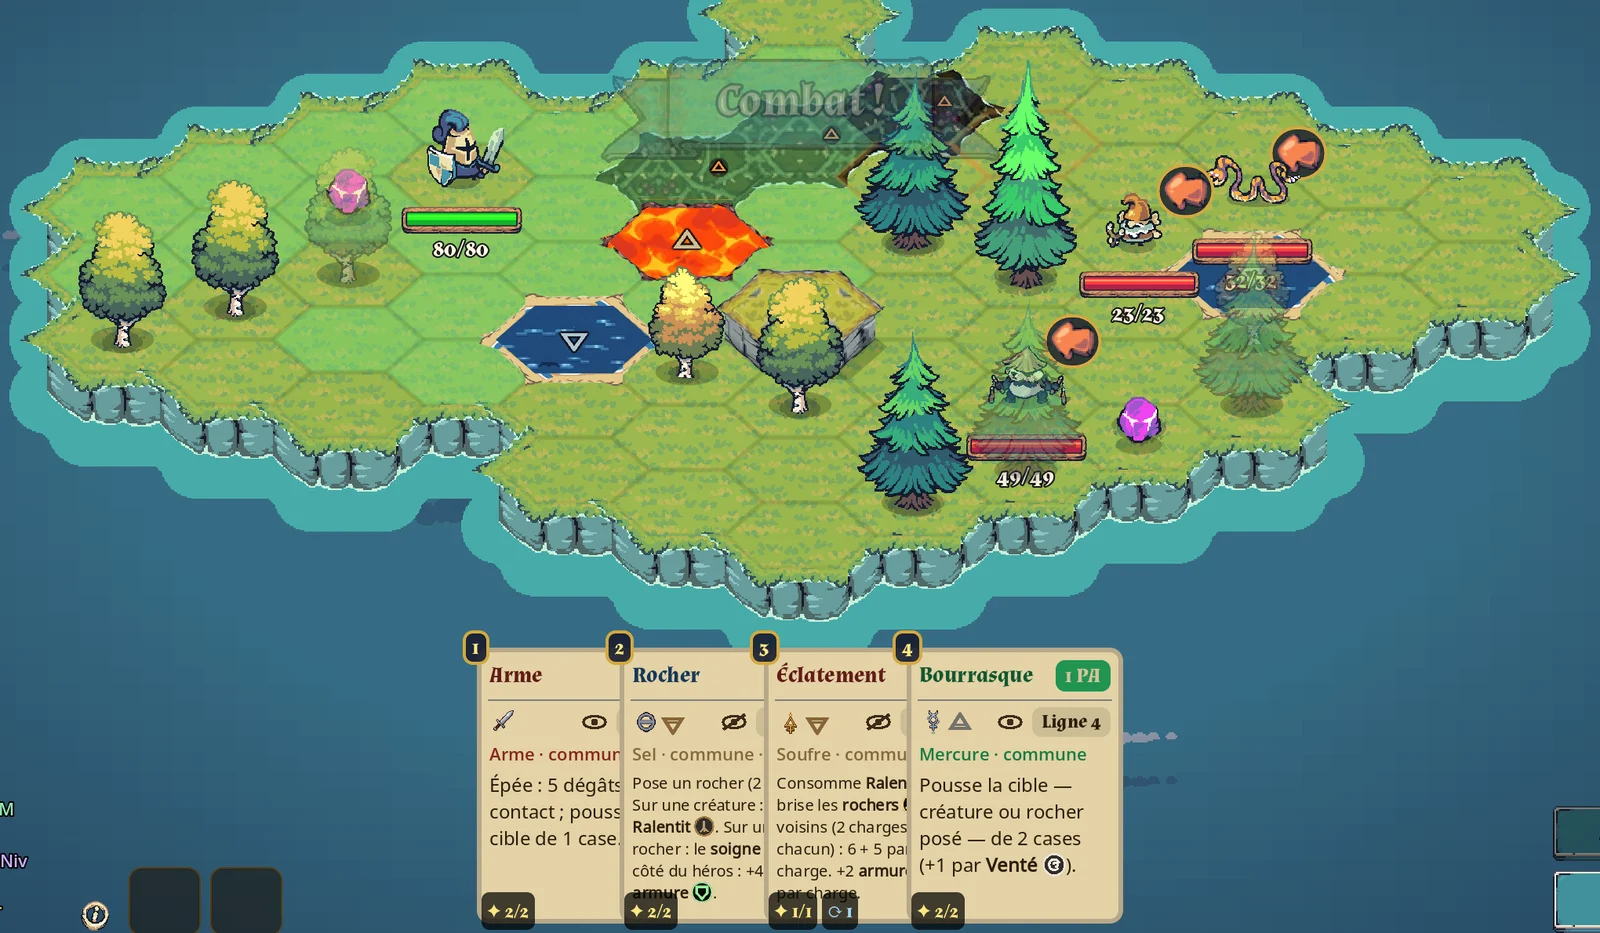 Combat !
80/80
32/32
23/23
49/49
1
2
3
4
Arme
Épée : 5 dégâts
contact ; pouss
cible de 1 case.
Arme · commun
2/2
Rocher
Sel · commune ·
Pose un rocher (2
Sur une créature :
Ralentit . Sur u
rocher : le soigne
côté du héros : +4
armure .
2/2
Éclatement
Soufre · commu
Consomme Ralen
brise les rochers
voisins (2 charges
chacun) : 6 + 5 pa
charge. +2 armur
par charge.
1/1
1
Bourrasque
1 PA
Ligne 4
Mercure · commune
Pousse la cible —
créature ou rocher
posé — de 2 cases
(+1 par Venté ).
2/2
M
Niv